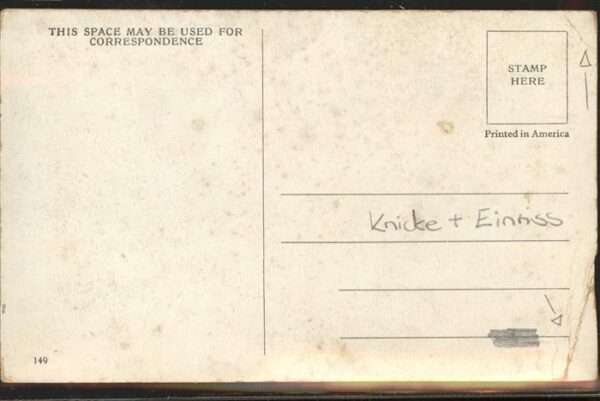 THIS SPACE MAY BE USED FOR
CORRESPONDENCE
STAMP
HERE
Printed in America
Knicke + Einriss
149